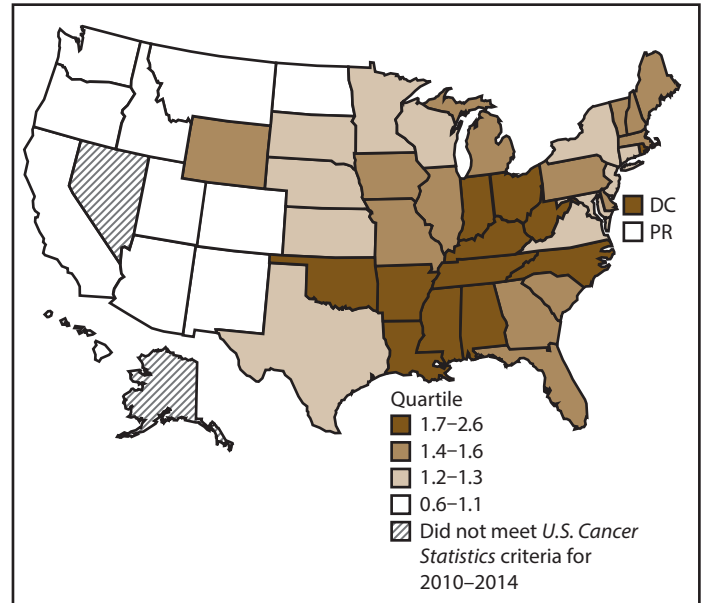 DC
PR
Quartile
1.7–2.6
1.4–1.6
1.2–1.3
0.6–1.1
Did not meet U.S. Cancer
Statistics criteria for
2010–2014